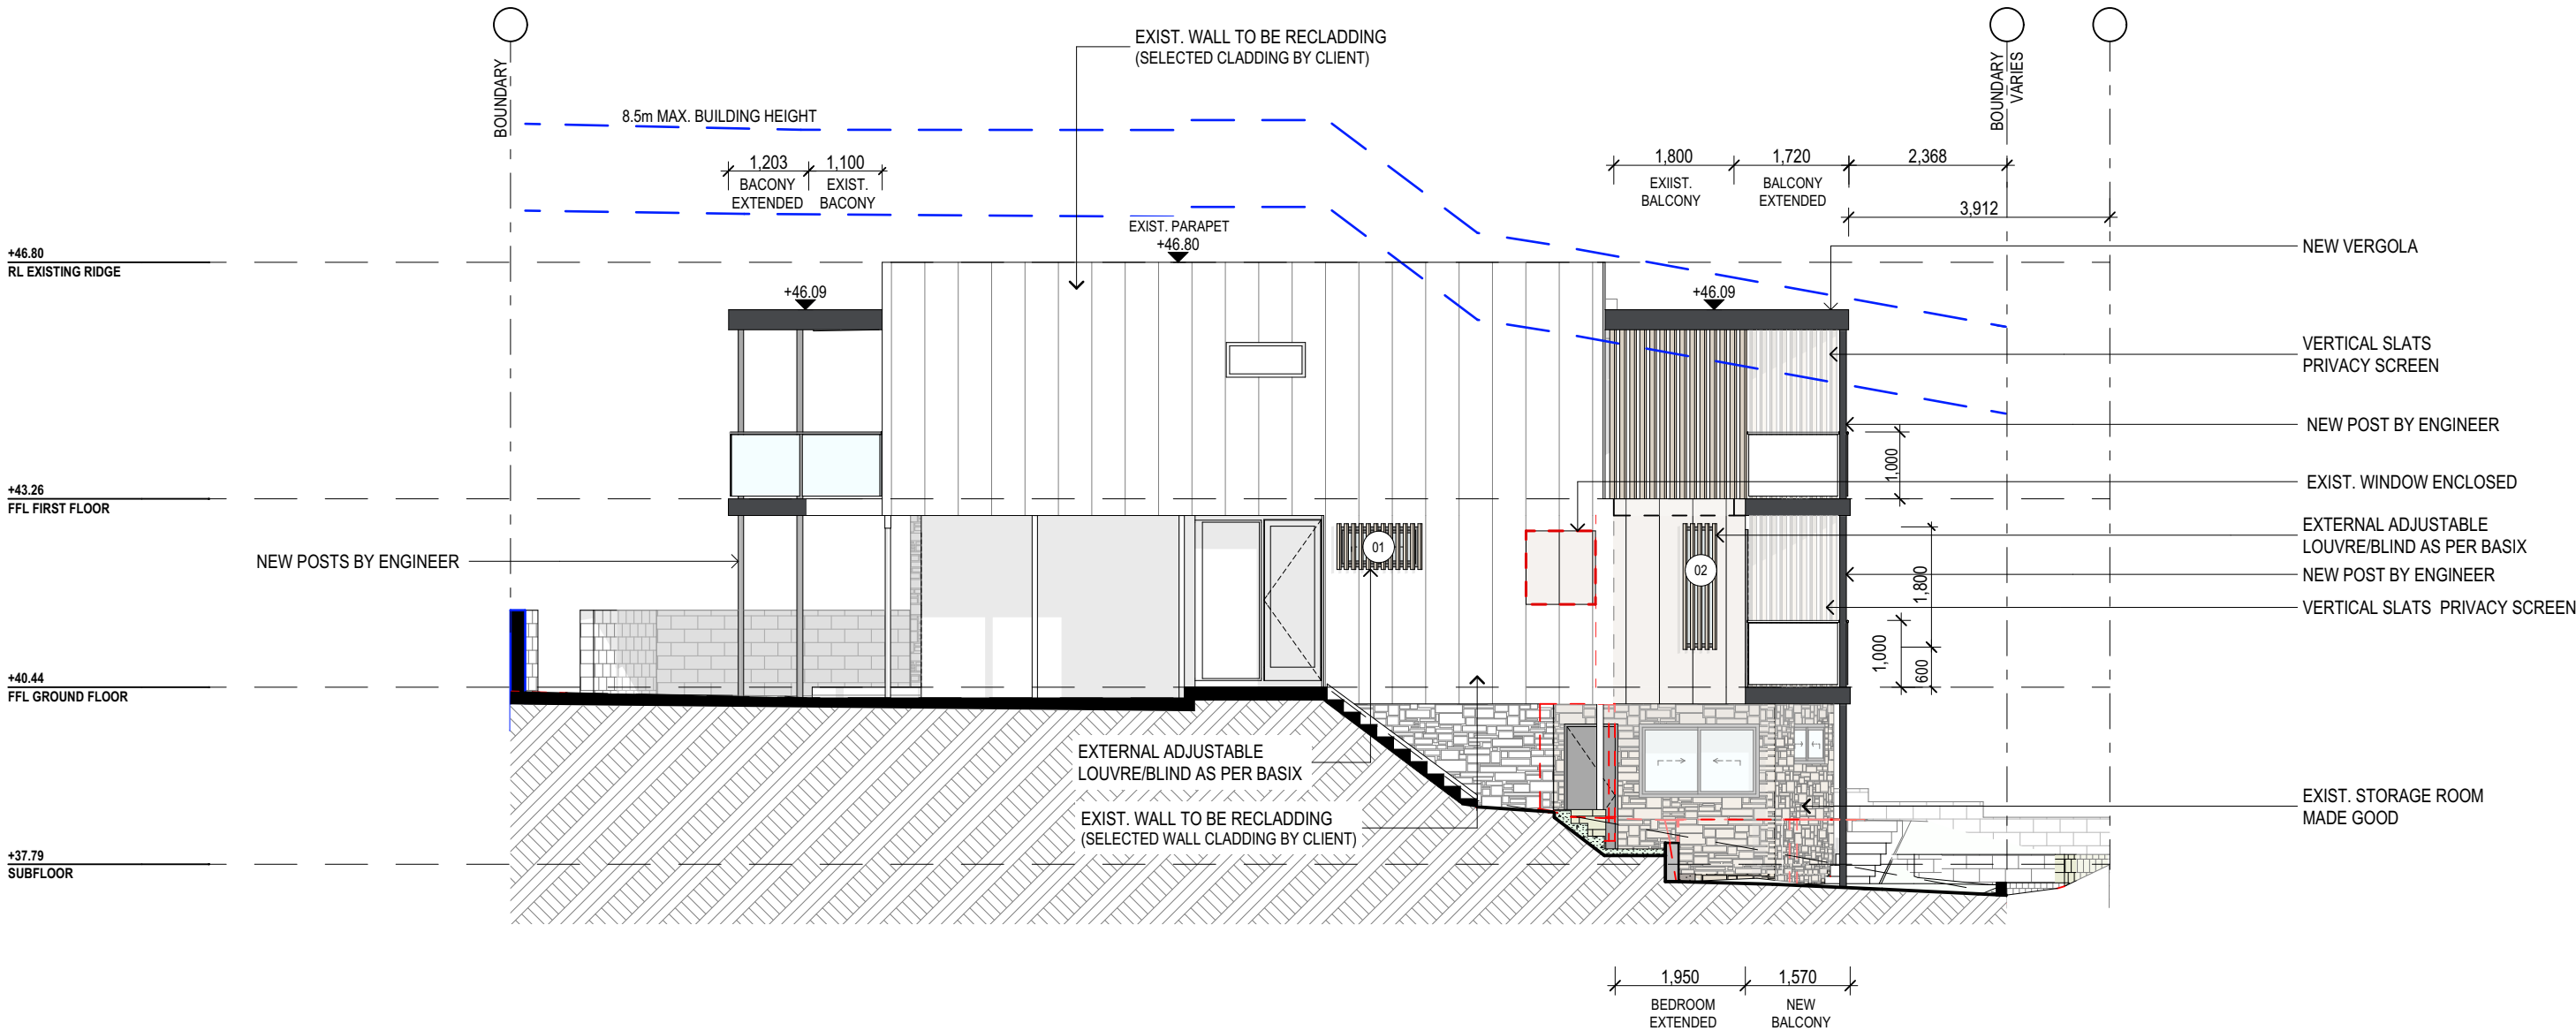 EXIST. WALL TO BE RECLADDING
(SELECTED CLADDING BY CLIENT)
BOUNDARY
BOUNDARY
VARIES
8.5m MAX. BUILDING HEIGHT
1,203
1,100
BACONY
EXTENDED
EXIST.
BACONY
1,800
1,720
2,368
EXIIST.
BALCONY
BALCONY
EXTENDED
3,912
EXIST. PARAPET
+46.80
+46.80
RL EXISTING RIDGE
NEW VERGOLA
+46.09
+46.09
VERTICAL SLATS
PRIVACY SCREEN
NEW POST BY ENGINEER
1,000
+43.26
FFL FIRST FLOOR
EXIST. WINDOW ENCLOSED
EXTERNAL ADJUSTABLE
LOUVRE/BLIND AS PER BASIX
NEW POSTS BY ENGINEER
01
02
NEW POST BY ENGINEER
1,800
VERTICAL SLATS PRIVACY SCREEN
1,000
600
+40.44
FFL GROUND FLOOR
EXTERNAL ADJUSTABLE
LOUVRE/BLIND AS PER BASIX
EXIST. WALL TO BE RECLADDING
(SELECTED WALL CLADDING BY CLIENT)
EXIST. STORAGE ROOM
MADE GOOD
+37.79
SUBFLOOR
1,950
1,570
BEDROOM
EXTENDED
NEW
BALCONY